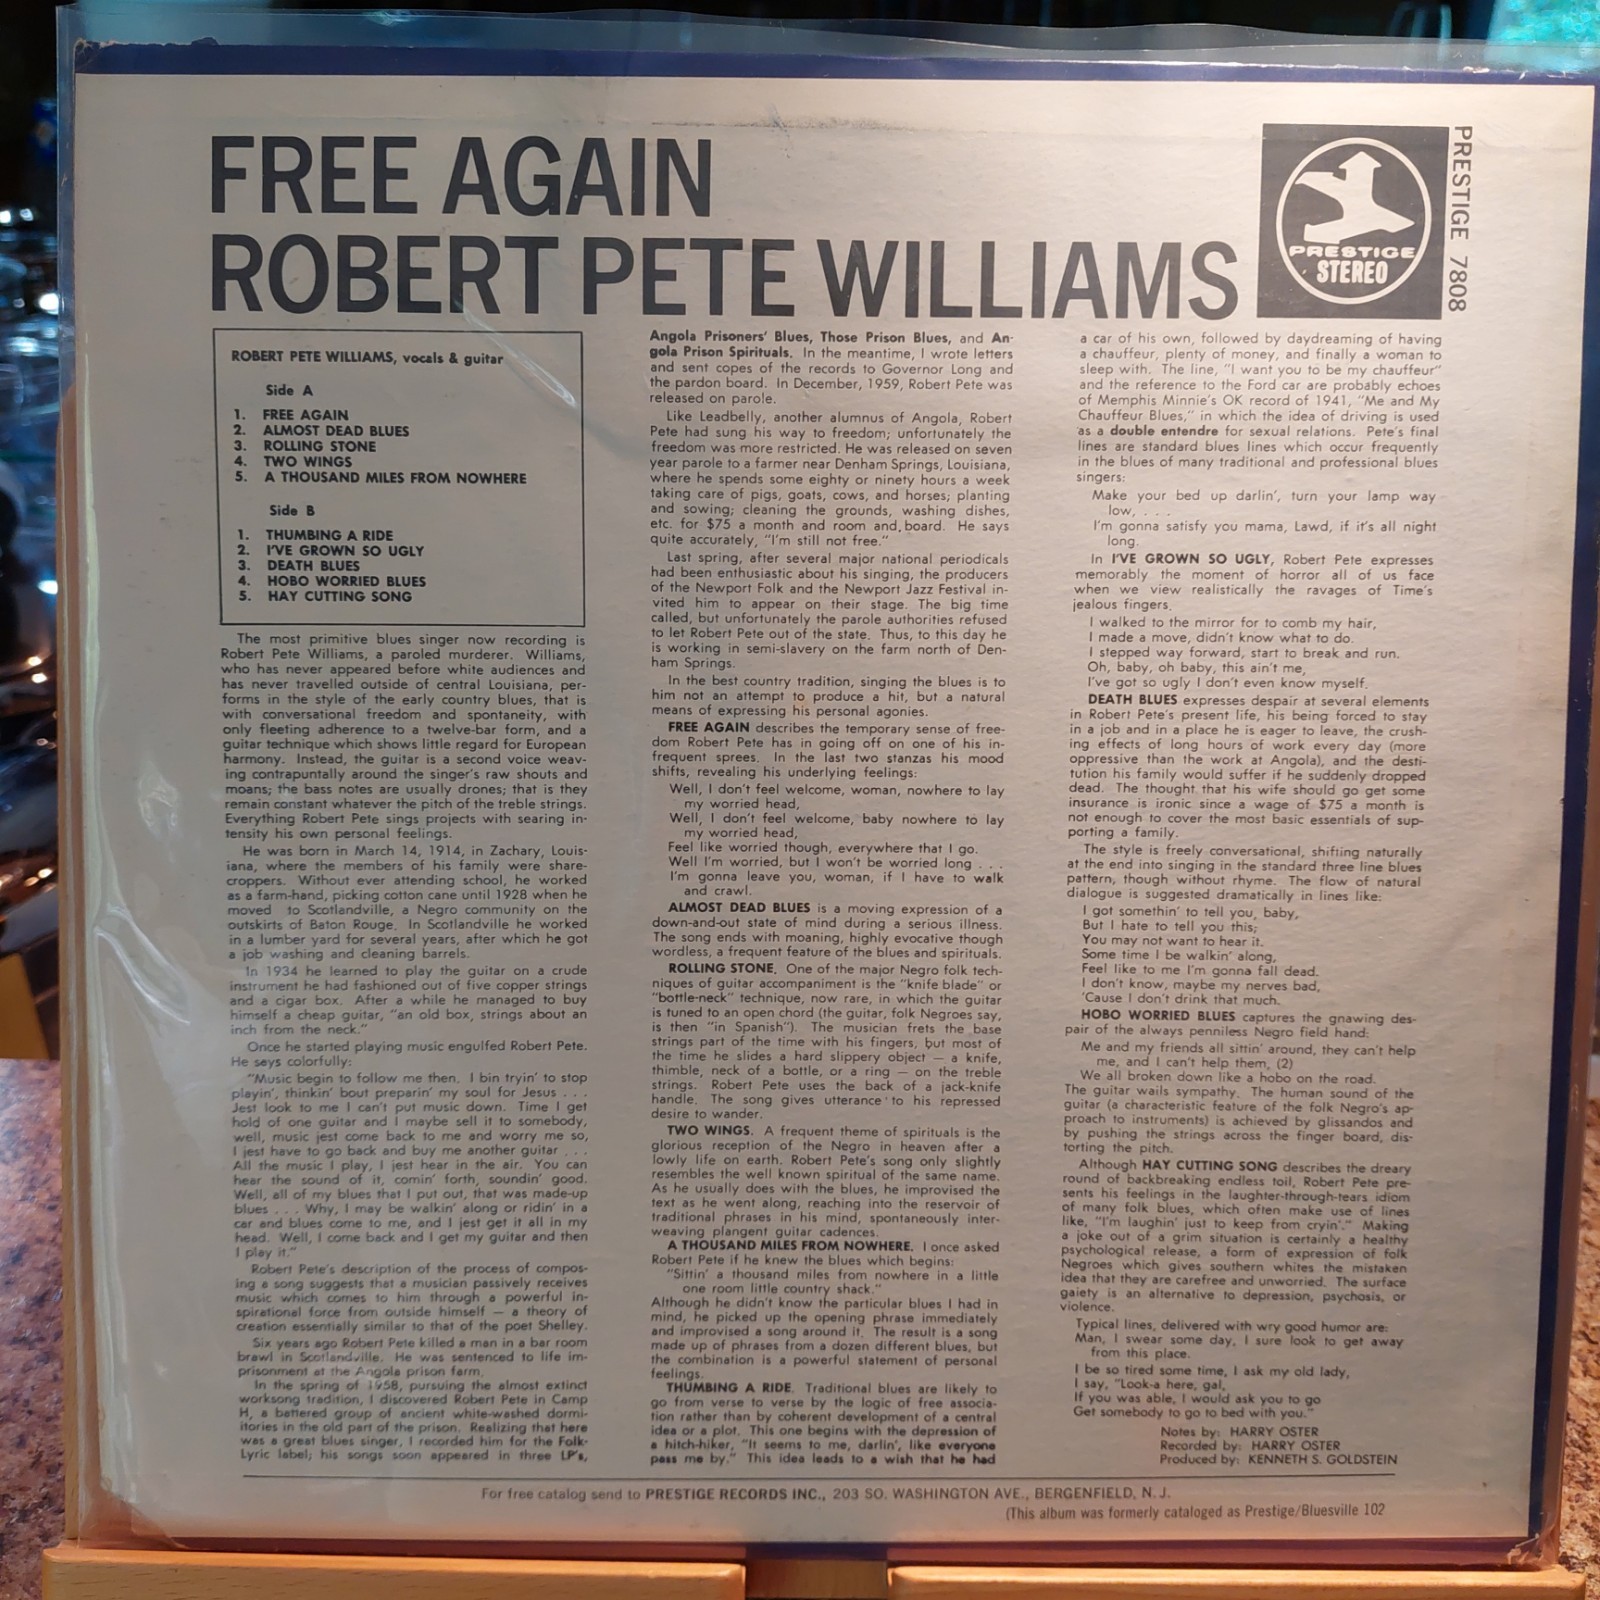 FREE AGAIN
ROBERT PETE WILLIAMS
PRESTIGE
STEREO
PRESTIGE 7808
ROBERT PETE WILLIAMS, vocals & guitar
Side A
1. FREE AGAIN
2. ALMOST DEAD BLUES
3. ROLLING STONE
4. TWO WINGS
5. A THOUSAND MILES FROM NOWHERE
Side B
1. THUMBING A RIDE
2. I'VE GROWN SO UGLY
3. DEATH BLUES
4. HOBO WORRIED BLUES
5. HAY CUTTING SONG
The most primitive blues singer now recording is
Robert Pete Williams, a paroled murderer. Williams,
who has never appeared before white audiences and
has never travelled outside of central Louisiana, per-
forms in the style of the early country blues, that is
with conversational freedom and spontaneity, with
only fleeting adherence to a twelve-bar form, and a
guitar technique which shows little regard for European
harmony. Instead, the guitar is a second voice weav-
ing contrapuntally around the singer's raw shouts and
moans; the bass notes are usually drones; that is they
remain constant whatever the pitch of the treble strings.
Everything Robert Pete sings projects with searing in-
tensity his own personal feelings.
He was born in March 14, 1914, in Zachary, Louis-
iana, where the members of his family were share-
croppers. Without ever attending school, he worked
as a farm-hand, picking cotton cane until 1928 when he
moved to Scotlandville, a Negro community on the
outskirts of Baton Rouge. In Scotlandville he worked
in a lumber yard for several years, after which he got
a job washing and cleaning barrels.
In 1934 he learned to play the guitar on a crude
instrument he had fashioned out of five copper strings
and a cigar box. After a while he managed to buy
himself a cheap guitar, "an old box, strings about an
inch from the neck."
Once he started playing music engulfed Robert Pete.
He says colorfully:
"Music begin to follow me then. I bin tryin' to stop
playin', thinkin' bout preparin' my soul for Jesus . . .
Jest look to me I can't put music down. Time I get
hold of one guitar and I maybe sell it to somebody,
well, music jest come back to me and worry me so,
I jest have to go back and buy me another guitar . . .
All the music I play, I jest hear in the air. You can
hear the sound of it, comin' forth, soundin' good.
Well, all of my blues that I put out, that was made-up
blues . . . Why, I may be walkin' along or ridin' in a
car and blues come to me, and I jest get it all in my
head. Well, I come back and I get my guitar and then
I play it."
Robert Pete's description of the process of compos-
ing a song suggests that a musician passively receives
music which comes to him through a powerful in-
spirational force from outside himself — a theory of
creation essentially similar to that of the poet Shelley.
Six years ago Robert Pete killed a man in a bar room
brawl in Scotlandville. He was sentenced to life im-
prisonment at the Angola prison farm.
In the spring of 1958, pursuing the almost extinct
worksong tradition, I discovered Robert Pete in Camp
H, a battered group of ancient white-washed dormi-
itories in the old part of the prison. Realizing that here
was a great blues singer, I recorded him for the Folk-
Lyric label; his songs soon appeared in three LP's,
Angola Prisoners' Blues, Those Prison Blues, and An-
gola Prison Spirituals. In the meantime, I wrote letters
and sent copes of the records to Governor Long and
the pardon board. In December, 1959, Robert Pete was
released on parole.
Like Leadbelly, another alumnus of Angola, Robert
Pete had sung his way to freedom; unfortunately the
freedom was more restricted. He was released on seven
year parole to a farmer near Denham Springs, Louisiana,
where he spends some eighty or ninety hours a week
taking care of pigs, goats, cows, and horses; planting
and sowing; cleaning the grounds, washing dishes,
etc. for $75 a month and room and board. He says
quite accurately, "I'm still not free."
Last spring, after several major national periodicals
had been enthusiastic about his singing, the producers
of the Newport Folk and the Newport Jazz Festival in-
vited him to appear on their stage. The big time
called, but unfortunately the parole authorities refused
to let Robert Pete out of the state. Thus, to this day he
is working in semi-slavery on the farm north of Den-
ham Springs.
In the best country tradition, singing the blues is to
him not an attempt to produce a hit, but a natural
means of expressing his personal agonies.
FREE AGAIN describes the temporary sense of free-
dom Robert Pete has in going off on one of his in-
frequent sprees. In the last two stanzas his mood
shifts, revealing his underlying feelings:
Well, I don't feel welcome, woman, nowhere to lay
my worried head,
Well, I don't feel welcome, baby nowhere to lay
my worried head,
Feel like worried though, everywhere that I go.
Well I'm worried, but I won't be worried long . . .
I'm gonna leave you, woman, if I have to walk
and crawl.
ALMOST DEAD BLUES is a moving expression of a
down-and-out state of mind during a serious illness.
The song ends with moaning, highly evocative though
wordless, a frequent feature of the blues and spirituals.
ROLLING STONE. One of the major Negro folk tech-
niques of guitar accompaniment is the "knife blade" or
"bottle-neck" technique, now rare, in which the guitar
is tuned to an open chord (the guitar, folk Negroes say,
is then "in Spanish"). The musician frets the base
strings part of the time with his fingers, but most of
the time he slides a hard slippery object — a knife,
thimble, neck of a bottle, or a ring — on the treble
strings. Robert Pete uses the back of a jack-knife
handle. The song gives utterance to his repressed
desire to wander.
TWO WINGS. A frequent theme of spirituals is the
glorious reception of the Negro in heaven after a
lowly life on earth. Robert Pete's song only slightly
resembles the well known spiritual of the same name.
As he usually does with the blues, he improvised the
text as he went along, reaching into the reservoir of
traditional phrases in his mind, spontaneously inter-
weaving plangent guitar cadences.
A THOUSAND MILES FROM NOWHERE. I once asked
Robert Pete if he knew the blues which begins:
"Sittin' a thousand miles from nowhere in a little
one room little country shack."
Although he didn't know the particular blues I had in
mind, he picked up the opening phrase immediately
and improvised a song around it. The result is a song
made up of phrases from a dozen different blues, but
the combination is a powerful statement of personal
feelings.
THUMBING A RIDE. Traditional blues are likely to
go from verse to verse by the logic of free associa-
tion rather than by coherent development of a central
idea or a plot. This one begins with the depression of
a hitch-hiker, "It seems to me, darlin', like everyone
pass me by." This idea leads to a wish that he had
a car of his own, followed by daydreaming of having
a chauffeur, plenty of money, and finally a woman to
sleep with. The line, "I want you to be my chauffeur"
and the reference to the Ford car are probably echoes
of Memphis Minnie's OK record of 1941, "Me and My
Chauffeur Blues," in which the idea of driving is used
as a double entendre for sexual relations. Pete's final
lines are standard blues lines which occur frequently
in the blues of many traditional and professional blues
singers:
Make your bed up darlin', turn your lamp way
low, . . .
I'm gonna satisfy you mama, Lawd, if it's all night
long.
In I'VE GROWN SO UGLY, Robert Pete expresses
memorably the moment of horror all of us face
when we view realistically the ravages of Time's
jealous fingers.
I walked to the mirror for to comb my hair,
I made a move, didn't know what to do.
I stepped way forward, start to break and run.
Oh, baby, oh baby, this ain't me,
I've got so ugly I don't even know myself.
DEATH BLUES expresses despair at several elements
in Robert Pete's present life, his being forced to stay
in a job and in a place he is eager to leave, the crush-
ing effects of long hours of work every day (more
oppressive than the work at Angola), and the desti-
tution his family would suffer if he suddenly dropped
dead. The thought that his wife should go get some
insurance is ironic since a wage of $75 a month is
not enough to cover the most basic essentials of sup-
porting a family.
The style is freely conversational, shifting naturally
at the end into singing in the standard three line blues
pattern, though without rhyme. The flow of natural
dialogue is suggested dramatically in lines like:
I got somethin' to tell you, baby,
But I hate to tell you this;
You may not want to hear it.
Some time I be walkin' along,
Feel like to me I'm gonna fall dead.
I don't know, maybe my nerves bad,
'Cause I don't drink that much.
HOBO WORRIED BLUES captures the gnawing des-
pair of the always penniless Negro field hand:
Me and my friends all sittin' around, they can't help
me, and I can't help them, (2)
We all broken down like a hobo on the road.
The guitar wails sympathy. The human sound of the
guitar (a characteristic feature of the folk Negro's ap-
proach to instruments) is achieved by glissandos and
by pushing the strings across the finger board, dis-
torting the pitch.
Although HAY CUTTING SONG describes the dreary
round of backbreaking endless toil, Robert Pete pre-
sents his feelings in the laughter-through-tears idiom
of many folk blues, which often make use of lines
like, "I'm laughin' just to keep from cryin'." Making
a joke out of a grim situation is certainly a healthy
psychological release, a form of expression of folk
Negroes which gives southern whites the mistaken
idea that they are carefree and unworried. The surface
gaiety is an alternative to depression, psychosis, or
violence.
Typical lines, delivered with wry good humor are:
Man, I swear some day, I sure look to get away
from this place.
I be so tired some time, I ask my old lady,
I say, "Look-a here, gal,
If you was able, I would ask you to go
Get somebody to go to bed with you."
Notes by: HARRY OSTER
Recorded by: HARRY OSTER
Produced by: KENNETH S. GOLDSTEIN
For free catalog send to PRESTIGE RECORDS INC., 203 SO. WASHINGTON AVE., BERGENFIELD, N. J.
(This album was formerly cataloged as Prestige/Bluesville 102